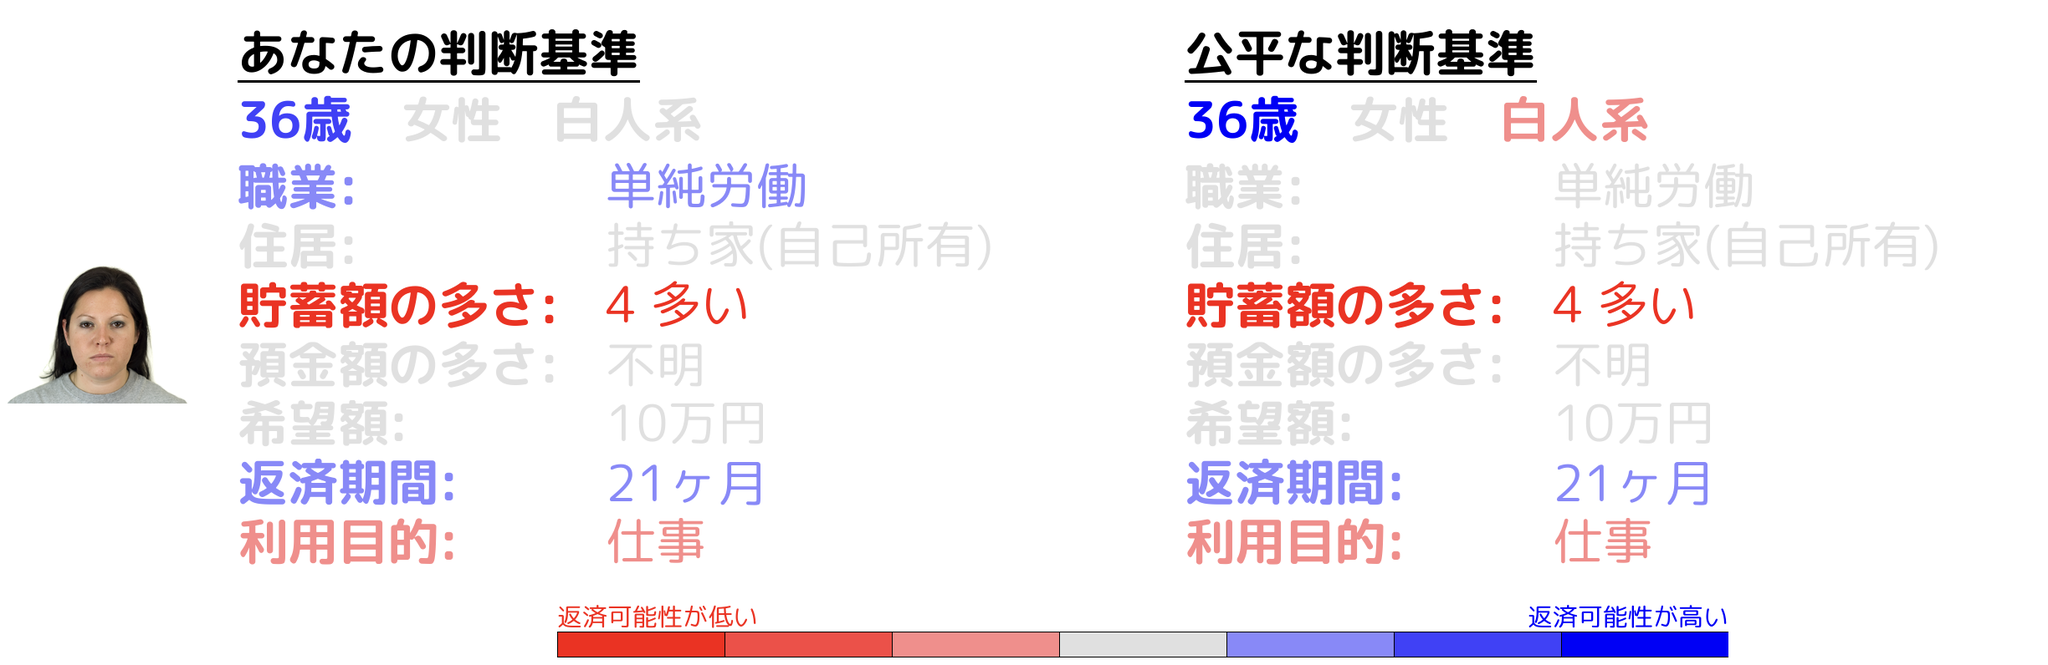 あなたの判断基準
36歳 女性 白人系
職業: 単純労働
住居: 持ち家(自己所有)
貯蓄額の多さ: 4 多い
預金額の多さ: 不明
希望額: 10万円
返済期間: 21ヶ月
利用目的: 仕事
公平な判断基準
36歳 女性 白人系
職業: 単純労働
住居: 持ち家(自己所有)
貯蓄額の多さ: 4 多い
預金額の多さ: 不明
希望額: 10万円
返済期間: 21ヶ月
利用目的: 仕事
返済可能性が低い
返済可能性が高い